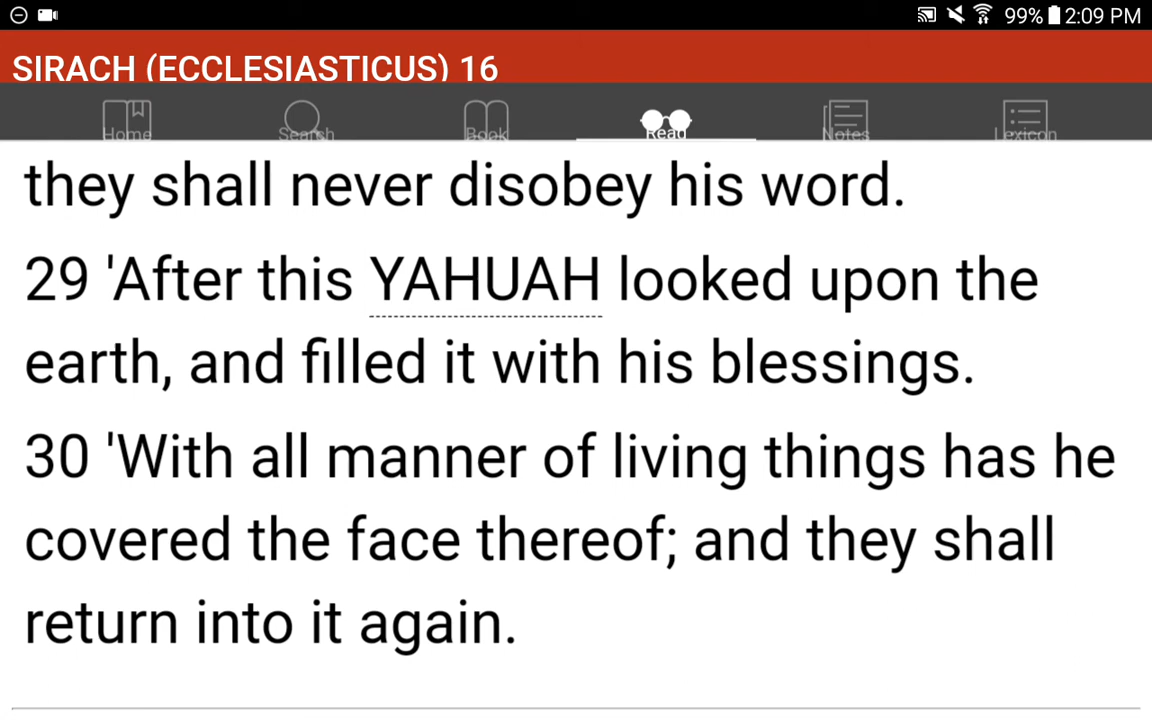 99% 2:09 PM
SIRACH (ECCLESIASTICUS) 16
Home Search Book Read Notes Lexicon
they shall never disobey his word.
29 'After this YAHUAH looked upon the
earth, and filled it with his blessings.
30 'With all manner of living things has he
covered the face thereof; and they shall
return into it again.